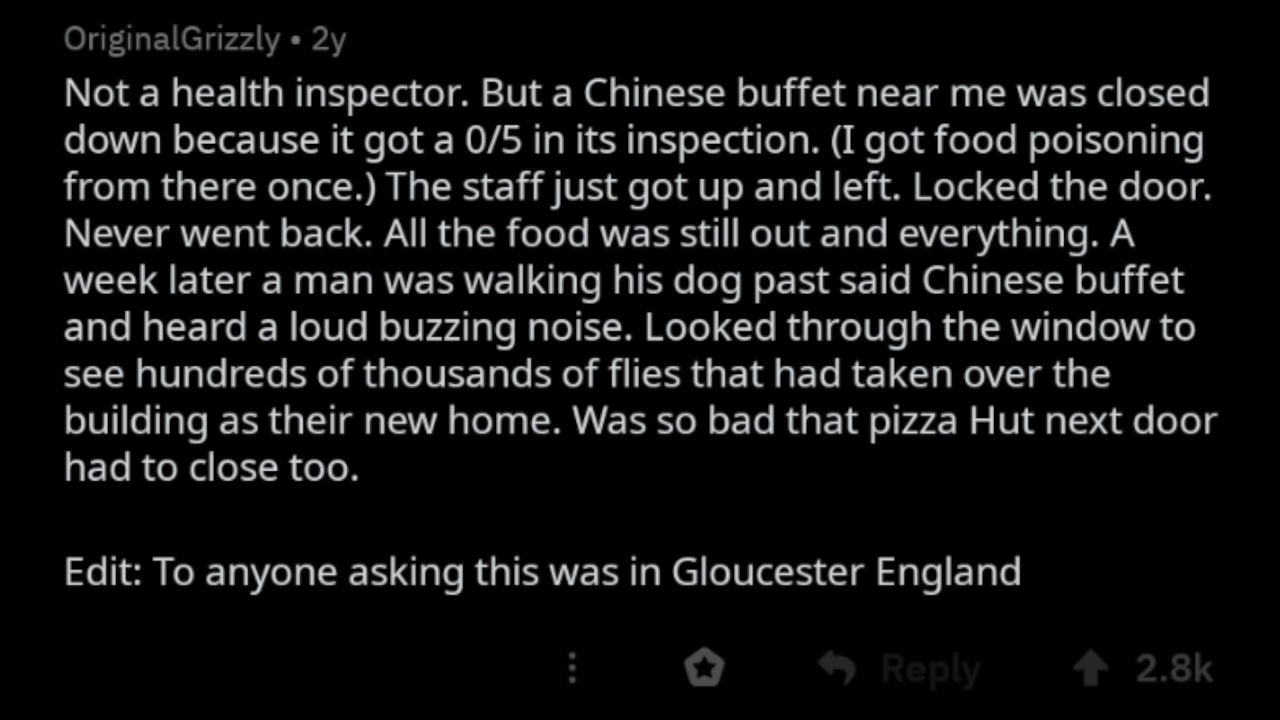 OriginalGrizzly • 2y
Not a health inspector. But a Chinese buffet near me was closed
down because it got a 0/5 in its inspection. (I got food poisoning
from there once.) The staff just got up and left. Locked the door.
Never went back. All the food was still out and everything. A
week later a man was walking his dog past said Chinese buffet
and heard a loud buzzing noise. Looked through the window to
see hundreds of thousands of flies that had taken over the
building as their new home. Was so bad that pizza Hut next door
had to close too.
Edit: To anyone asking this was in Gloucester England
Reply 2.8k